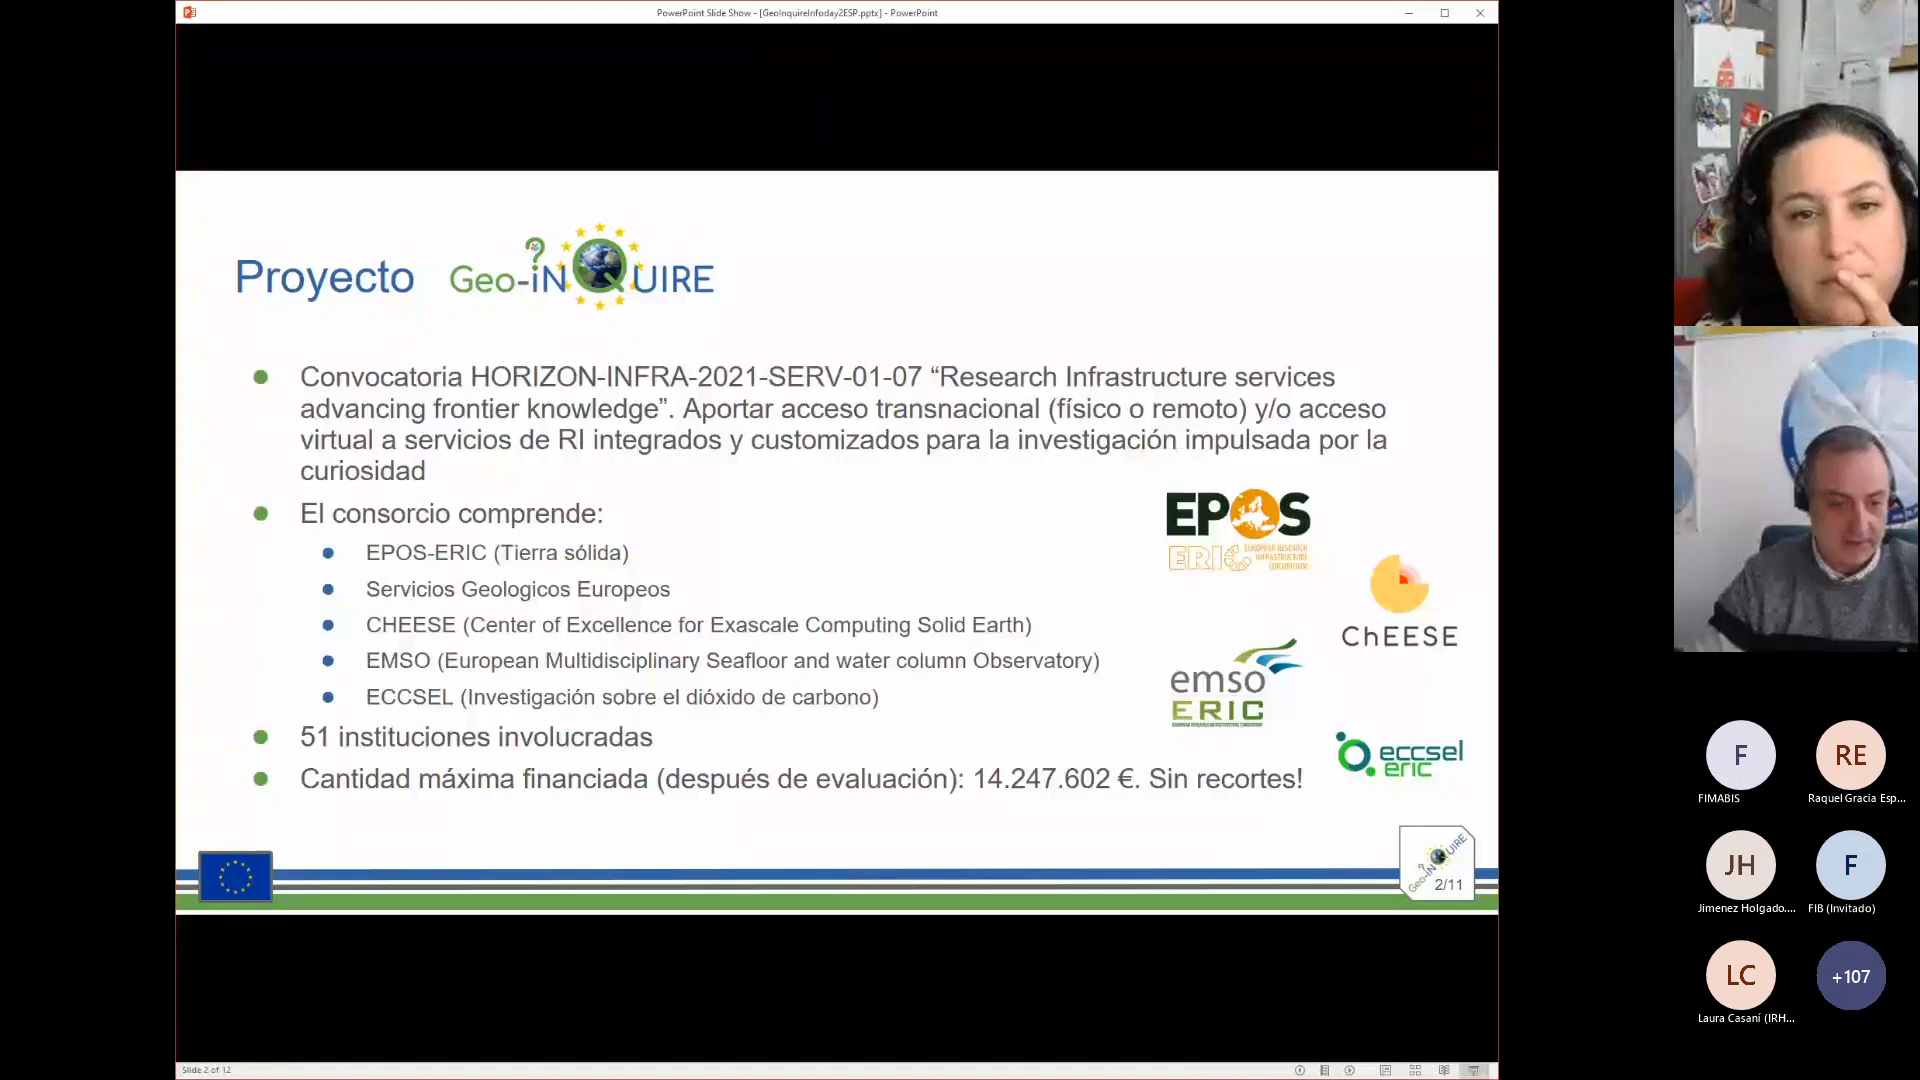 PowerPoint Slide Show - [GeoInquireInfoday2ESP.pptx] - PowerPoint
Proyecto Geo-iNQUIRE
Convocatoria HORIZON-INFRA-2021-SERV-01-07 “Research Infrastructure services
advancing frontier knowledge”. Aportar acceso transnacional (físico o remoto) y/o acceso
virtual a servicios de RI integrados y customizados para la investigación impulsada por la
curiosidad
El consorcio comprende:
EPOS-ERIC (Tierra sólida)
Servicios Geologicos Europeos
CHEESE (Center of Excellence for Exascale Computing Solid Earth)
EMSO (European Multidisciplinary Seafloor and water column Observatory)
ECCSEL (Investigación sobre el dióxido de carbono)
51 instituciones involucradas
Cantidad máxima financiada (después de evaluación): 14.247.602 €. Sin recortes!
EPOS
ERIC
EUROPEAN RESEARCH
INFRASTRUCTURE
CONSORTIUM
ChEESE
emso
ERIC
eccsel
eric
Geo-iNQUIRE
2/11
Slide 2 of 12
F
FIMABIS
RE
Raquel Gracia Esp...
JH
Jimenez Holgado....
F
FIB (Invitado)
LC
Laura Casaní (IRH...
+107